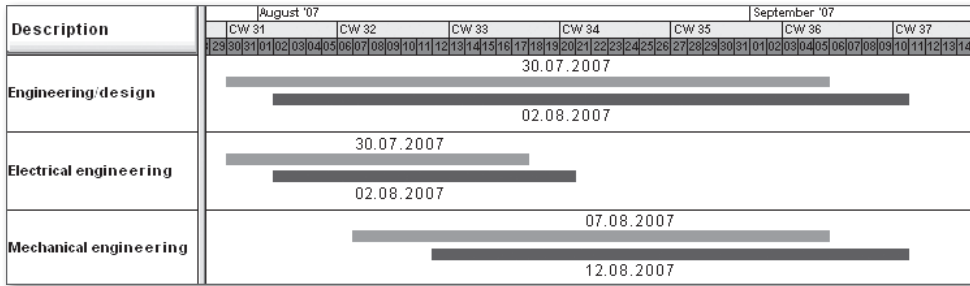 August '07 September '07
Description
CW 31 CW 32 CW 33 CW 34 CW 35 CW 36 CW 37
29 30 31 01 02 03 04 05 06 07 08 09 10 11 12 13 14 15 16 17 18 19 20 21 22 23 24 25 26 27 28 29 30 31 01 02 03 04 05 06 07 08 09 10 11 12 13 14
30.07.2007
Engineering/design
02.08.2007
30.07.2007
Electrical engineering
02.08.2007
07.08.2007
Mechanical engineering
12.08.2007